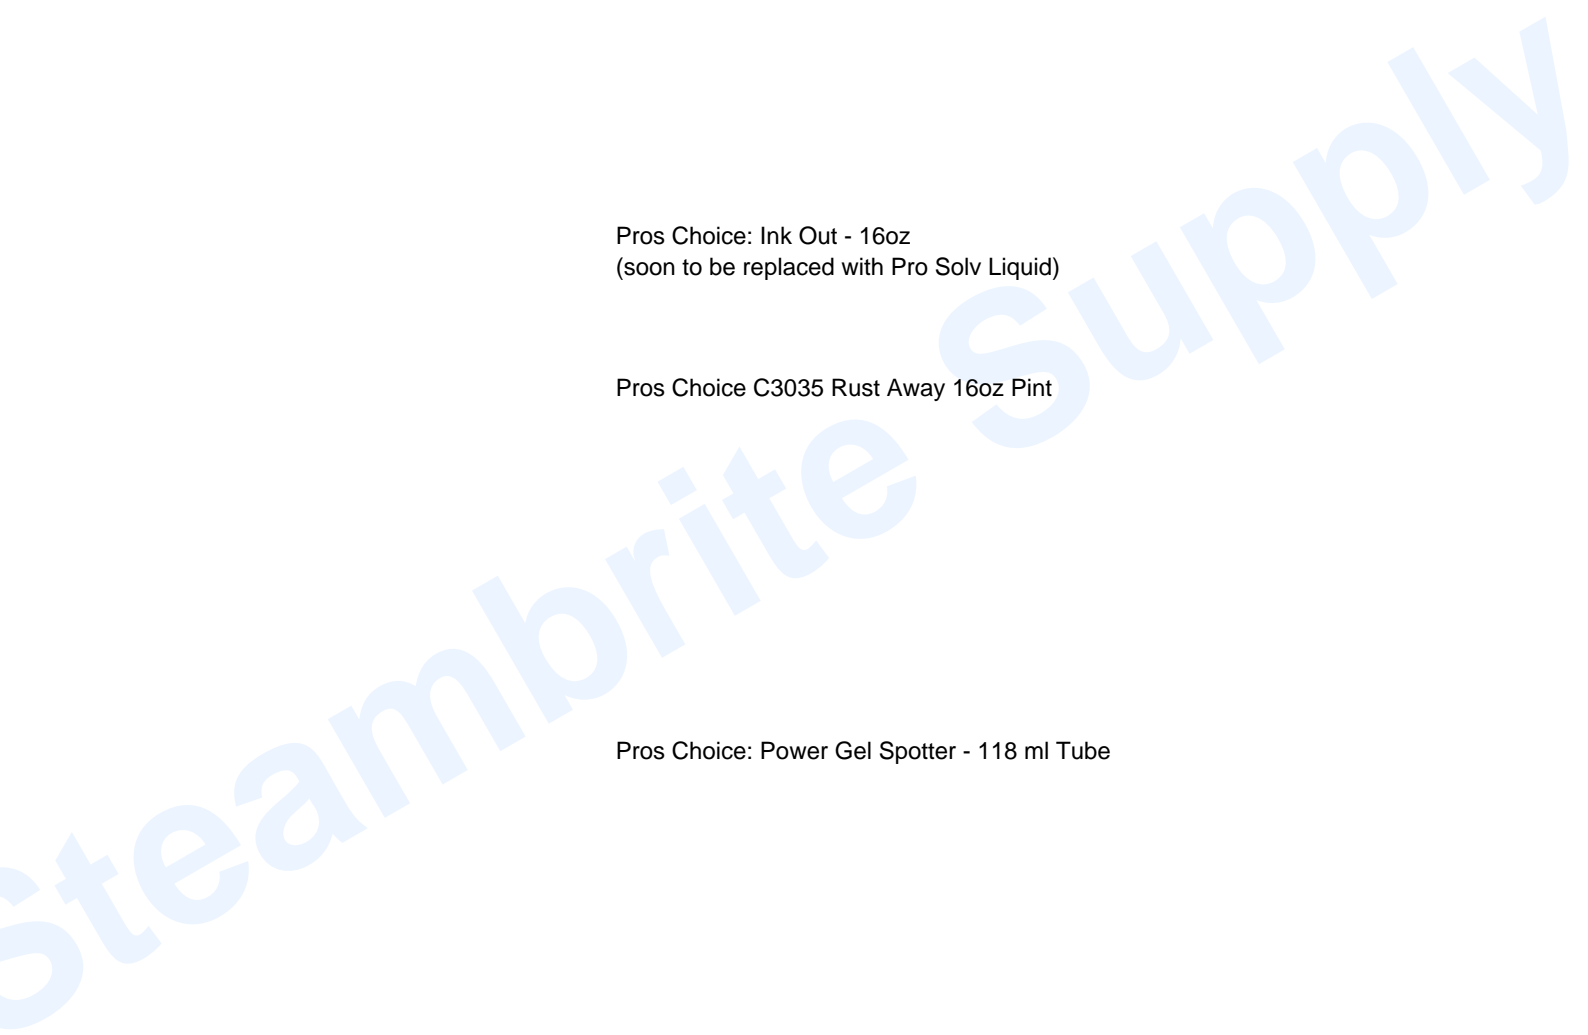 Pros Choice: Ink Out - 16oz
(soon to be replaced with Pro Solv Liquid)
Pros Choice C3035 Rust Away 16oz Pint
Pros Choice: Power Gel Spotter - 118 ml Tube
Steambrite Supply